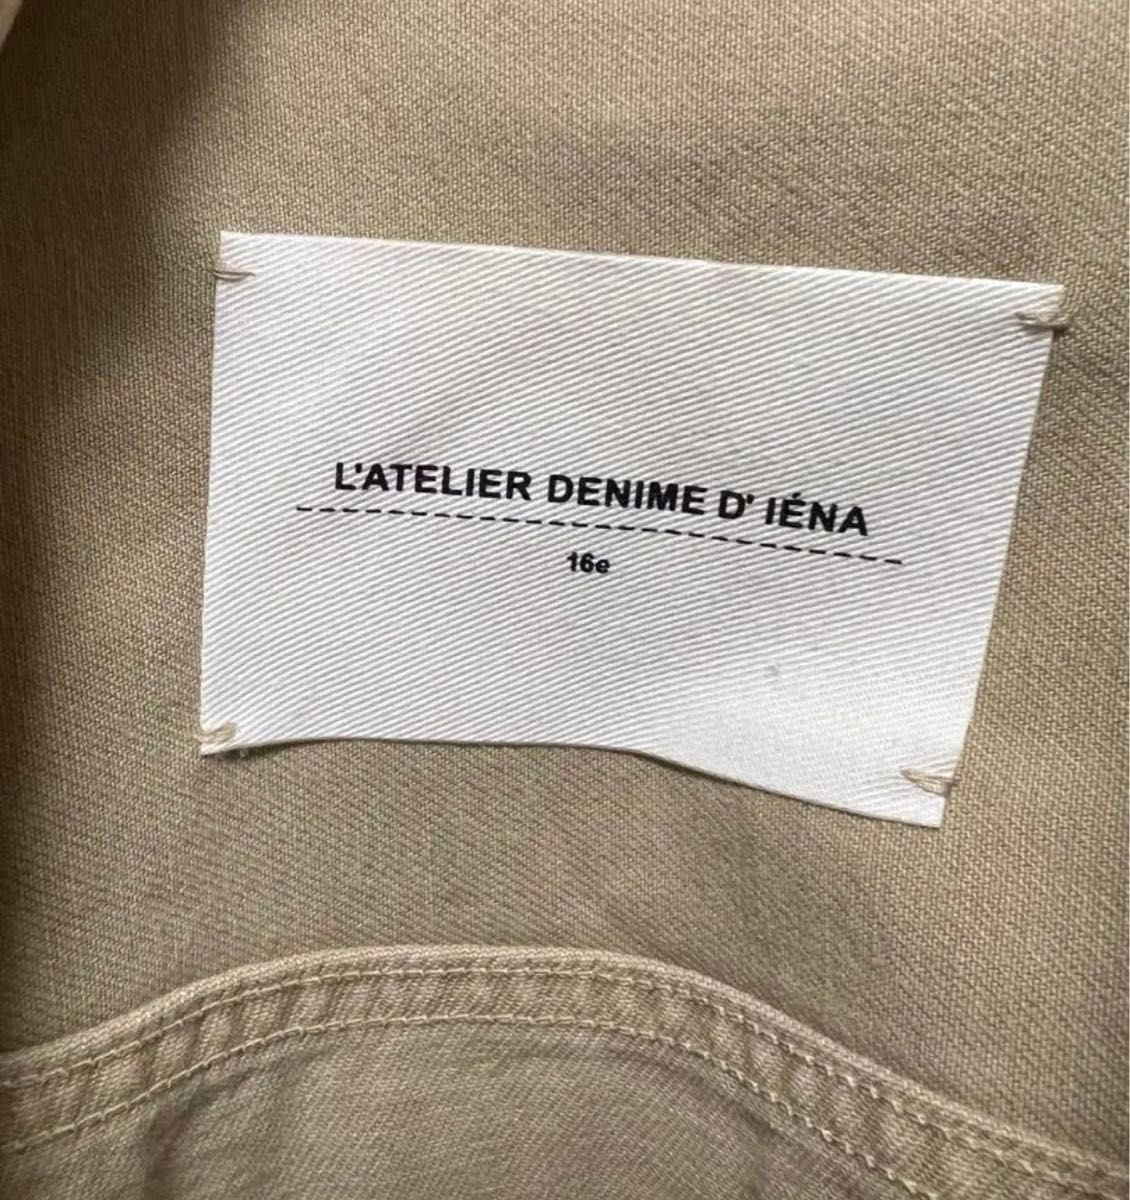 L'ATELIER DENIME D' IÉNA
16e